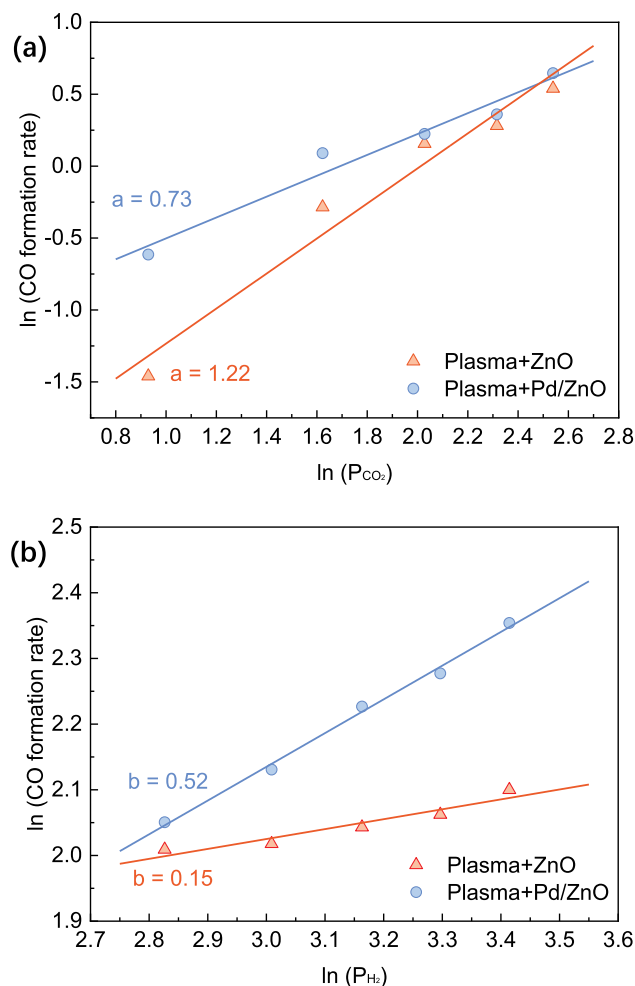 (a)
1.0
0.5
0.0
-0.5
-1.0
-1.5
ln (CO formation rate)
a = 0.73
a = 1.22
Plasma+ZnO
Plasma+Pd/ZnO
0.8 1.0 1.2 1.4 1.6 1.8 2.0 2.2 2.4 2.6 2.8
ln (PCO₂)
(b)
2.5
2.4
2.3
2.2
2.1
2.0
1.9
ln (CO formation rate)
b = 0.52
b = 0.15
Plasma+ZnO
Plasma+Pd/ZnO
2.7 2.8 2.9 3.0 3.1 3.2 3.3 3.4 3.5 3.6
ln (PH₂)